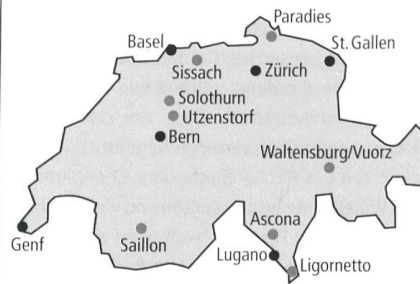 Paradies
Basel
St. Gallen
Sissach
Zürich
Solothurn
Utzenstorf
Bern
Waltensburg/Vuorz
Ascona
Genf
Saillon
Lugano
Ligornetto